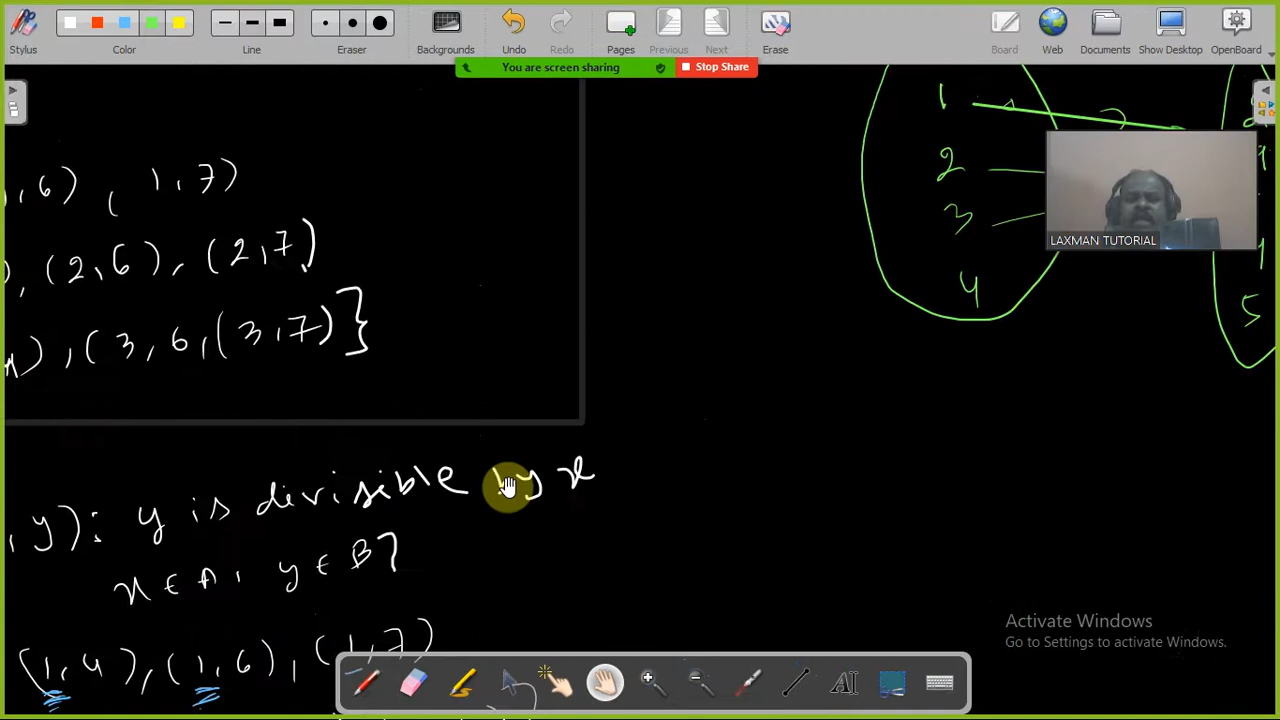 Stylus Color Line Eraser Backgrounds Undo Redo Pages Previous Next Erase Board Web Documents Show Desktop OpenBoard
You are screen sharing Stop Share
,6) , (1,7)
), (2,6), (2,7)
), (3,6,(3,7)}
,y): y is divisible by x
x ∈ A, y ∈ B}
(1,4), (1,6), (1,7)
1
2
3
4
5
LAXMAN TUTORIAL
Activate Windows
Go to Settings to activate Windows.
AI